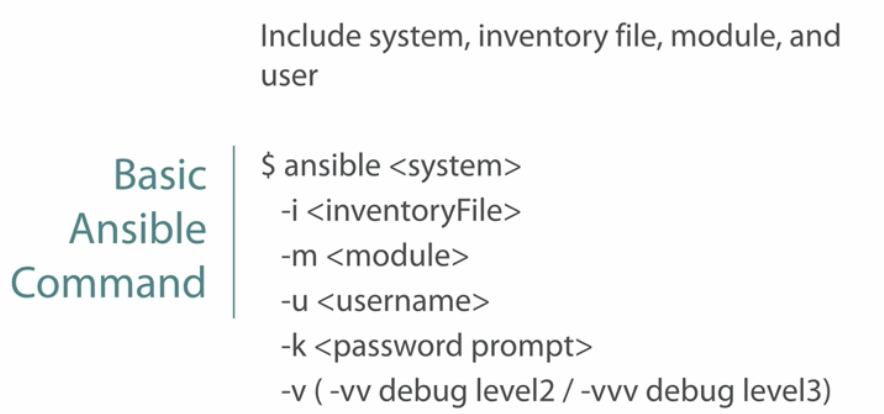 Include system, inventory file, module, and
user
Basic
Ansible
Command
$ ansible <system>
-i <inventoryFile>
-m <module>
-u <username>
-k <password prompt>
-v ( -vv debug level2 / -vvv debug level3)